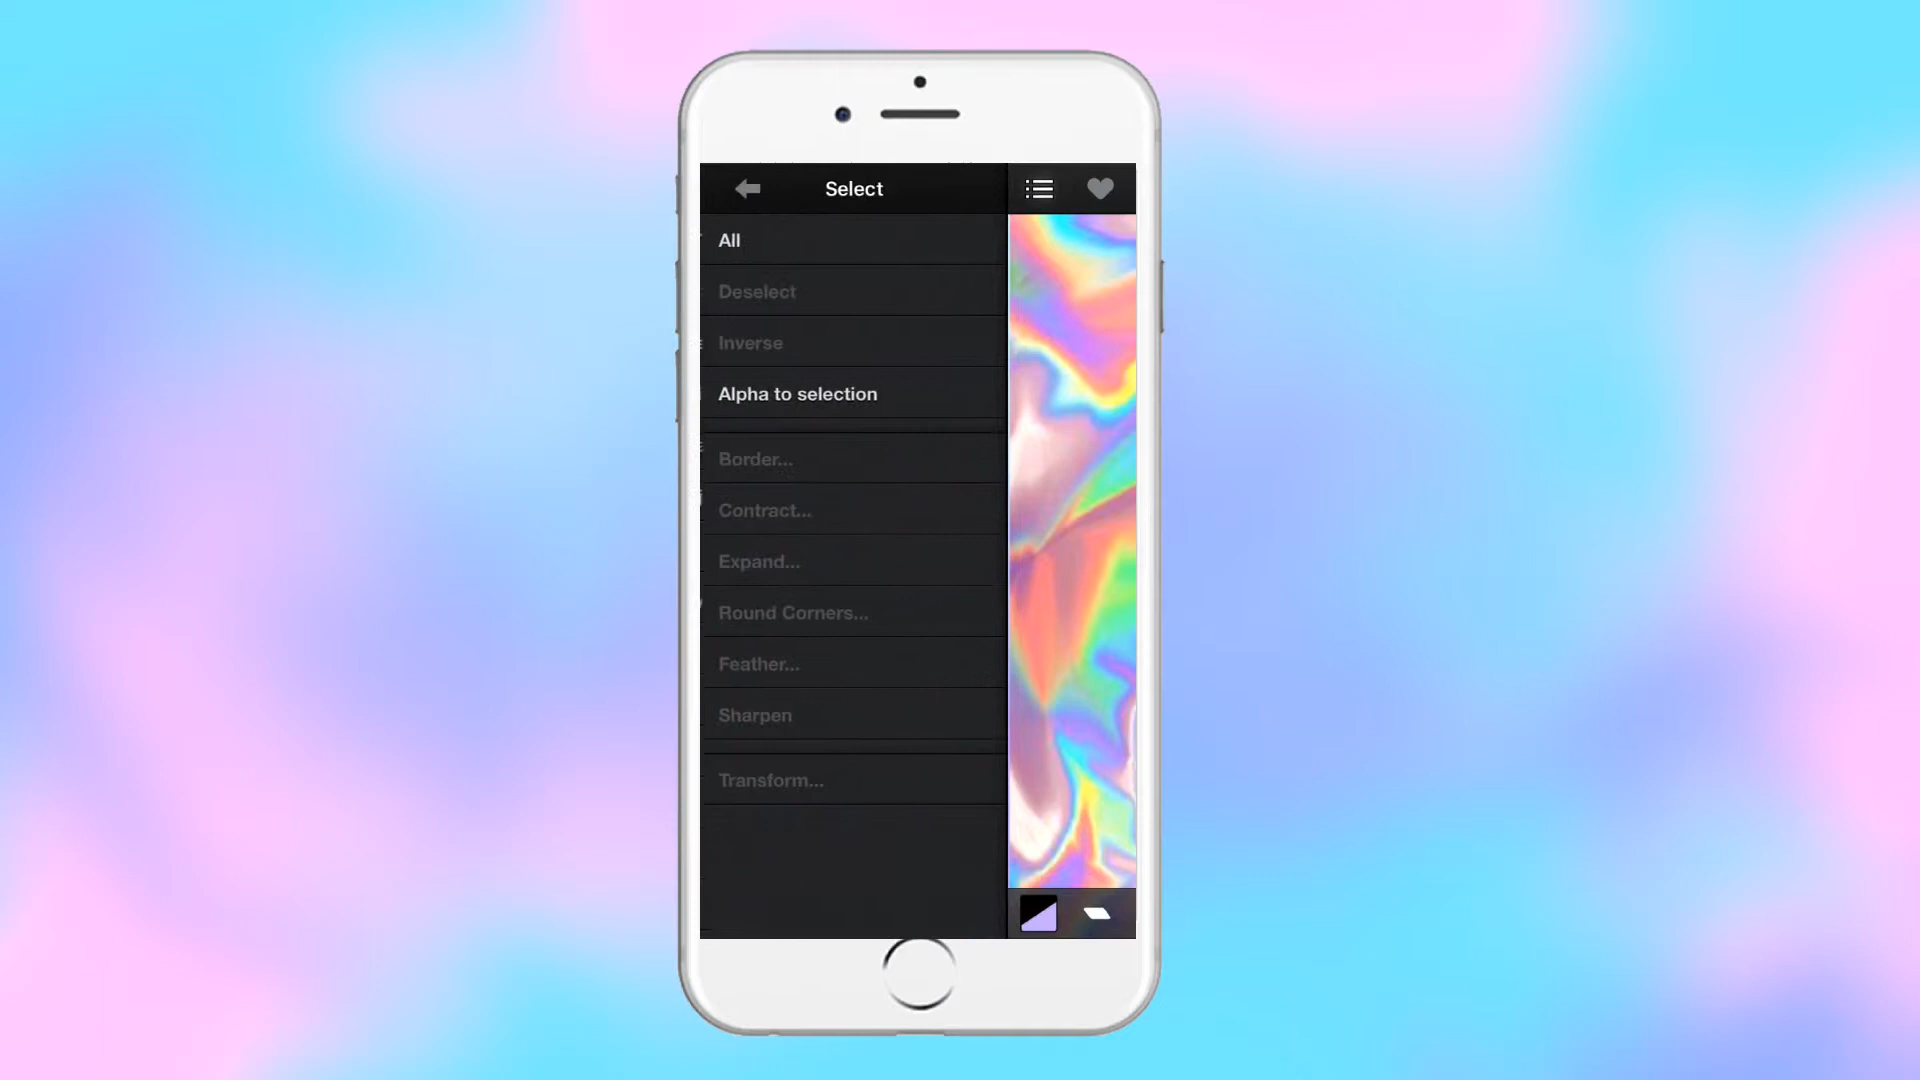 Select
All
Deselect
Inverse
Alpha to selection
Border...
Contract...
Expand...
Round Corners...
Feather...
Sharpen
Transform...